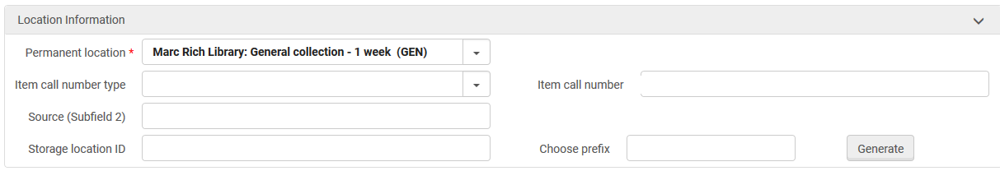 Location Information
Permanent location *
Marc Rich Library: General collection - 1 week (GEN)
Item call number type
Item call number
Source (Subfield 2)
Storage location ID
Choose prefix
Generate